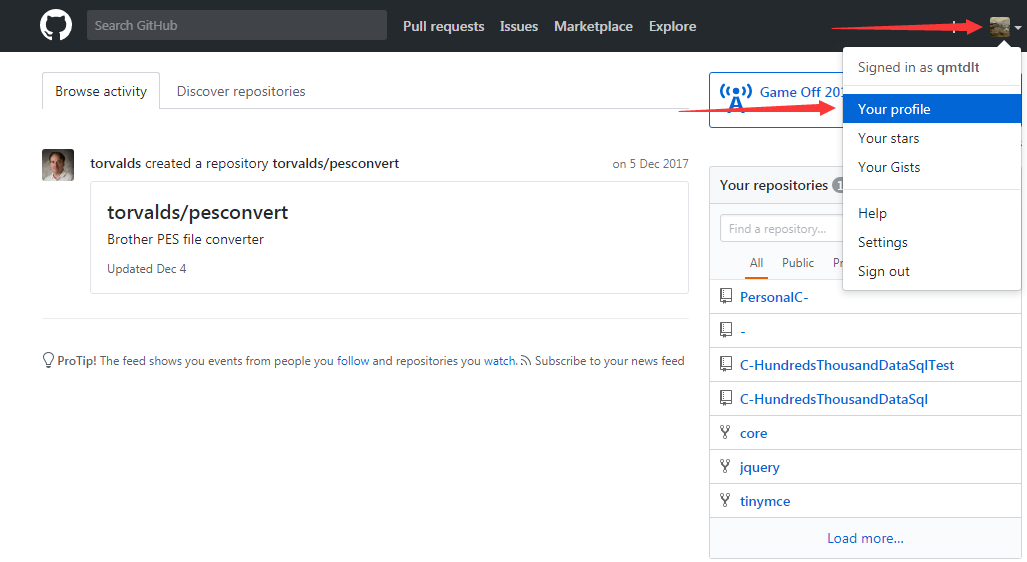 Search GitHub
Pull requests Issues Marketplace Explore
Signed in as qmtdlt
Your profile
Your stars
Your Gists
Help
Settings
Sign out
Browse activity Discover repositories
torvalds created a repository torvalds/pesconvert on 5 Dec 2017
torvalds/pesconvert
Brother PES file converter
Updated Dec 4
ProTip! The feed shows you events from people you follow and repositories you watch. Subscribe to your news feed
Game Off
Your repositories
Find a repository...
All Public
PersonalC-
-
C-HundredsThousandDataSqlTest
C-HundredsThousandDataSql
core
jquery
tinymce
Load more...